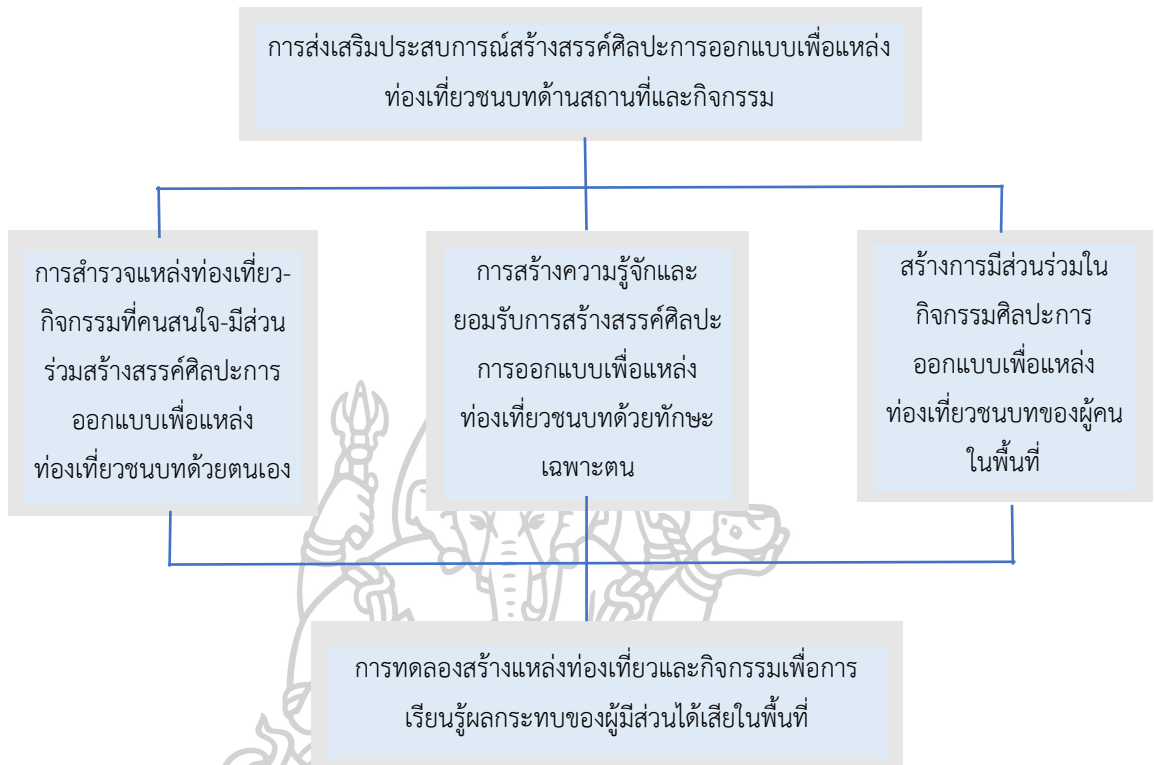 การส่งเสริมประสบการณ์สร้างสรรค์ศิลปะการออกแบบเพื่อแหล่ง
ท่องเที่ยวชนบทด้านสถานที่และกิจกรรม
การสำรวจแหล่งท่องเที่ยว-
กิจกรรมที่คนสนใจ-มีส่วน
ร่วมสร้างสรรค์ศิลปะการ
ออกแบบเพื่อแหล่ง
ท่องเที่ยวชนบทด้วยตนเอง
การสร้างความรู้จักและ
ยอมรับการสร้างสรรค์ศิลปะ
การออกแบบเพื่อแหล่ง
ท่องเที่ยวชนบทด้วยทักษะ
เฉพาะตน
สร้างการมีส่วนร่วมใน
กิจกรรมศิลปะการ
ออกแบบเพื่อแหล่ง
ท่องเที่ยวชนบทของผู้คน
ในพื้นที่
การทดลองสร้างแหล่งท่องเที่ยวและกิจกรรมเพื่อการ
เรียนรู้ผลกระทบของผู้มีส่วนได้เสียในพื้นที่